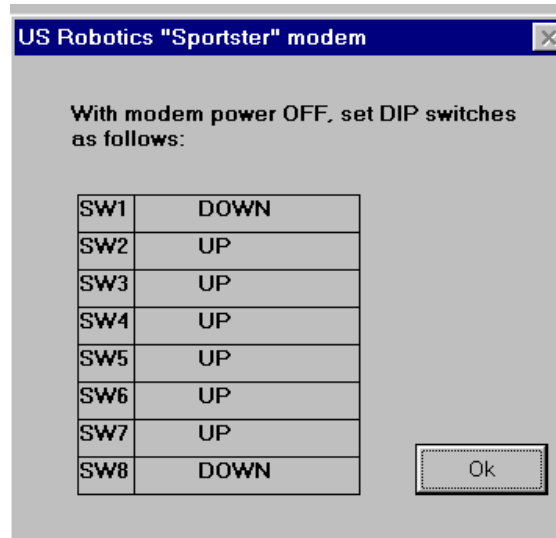 US Robotics "Sportster" modem
With modem power OFF, set DIP switches
as follows:
SW1 DOWN
SW2 UP
SW3 UP
SW4 UP
SW5 UP
SW6 UP
SW7 UP
SW8 DOWN
Ok